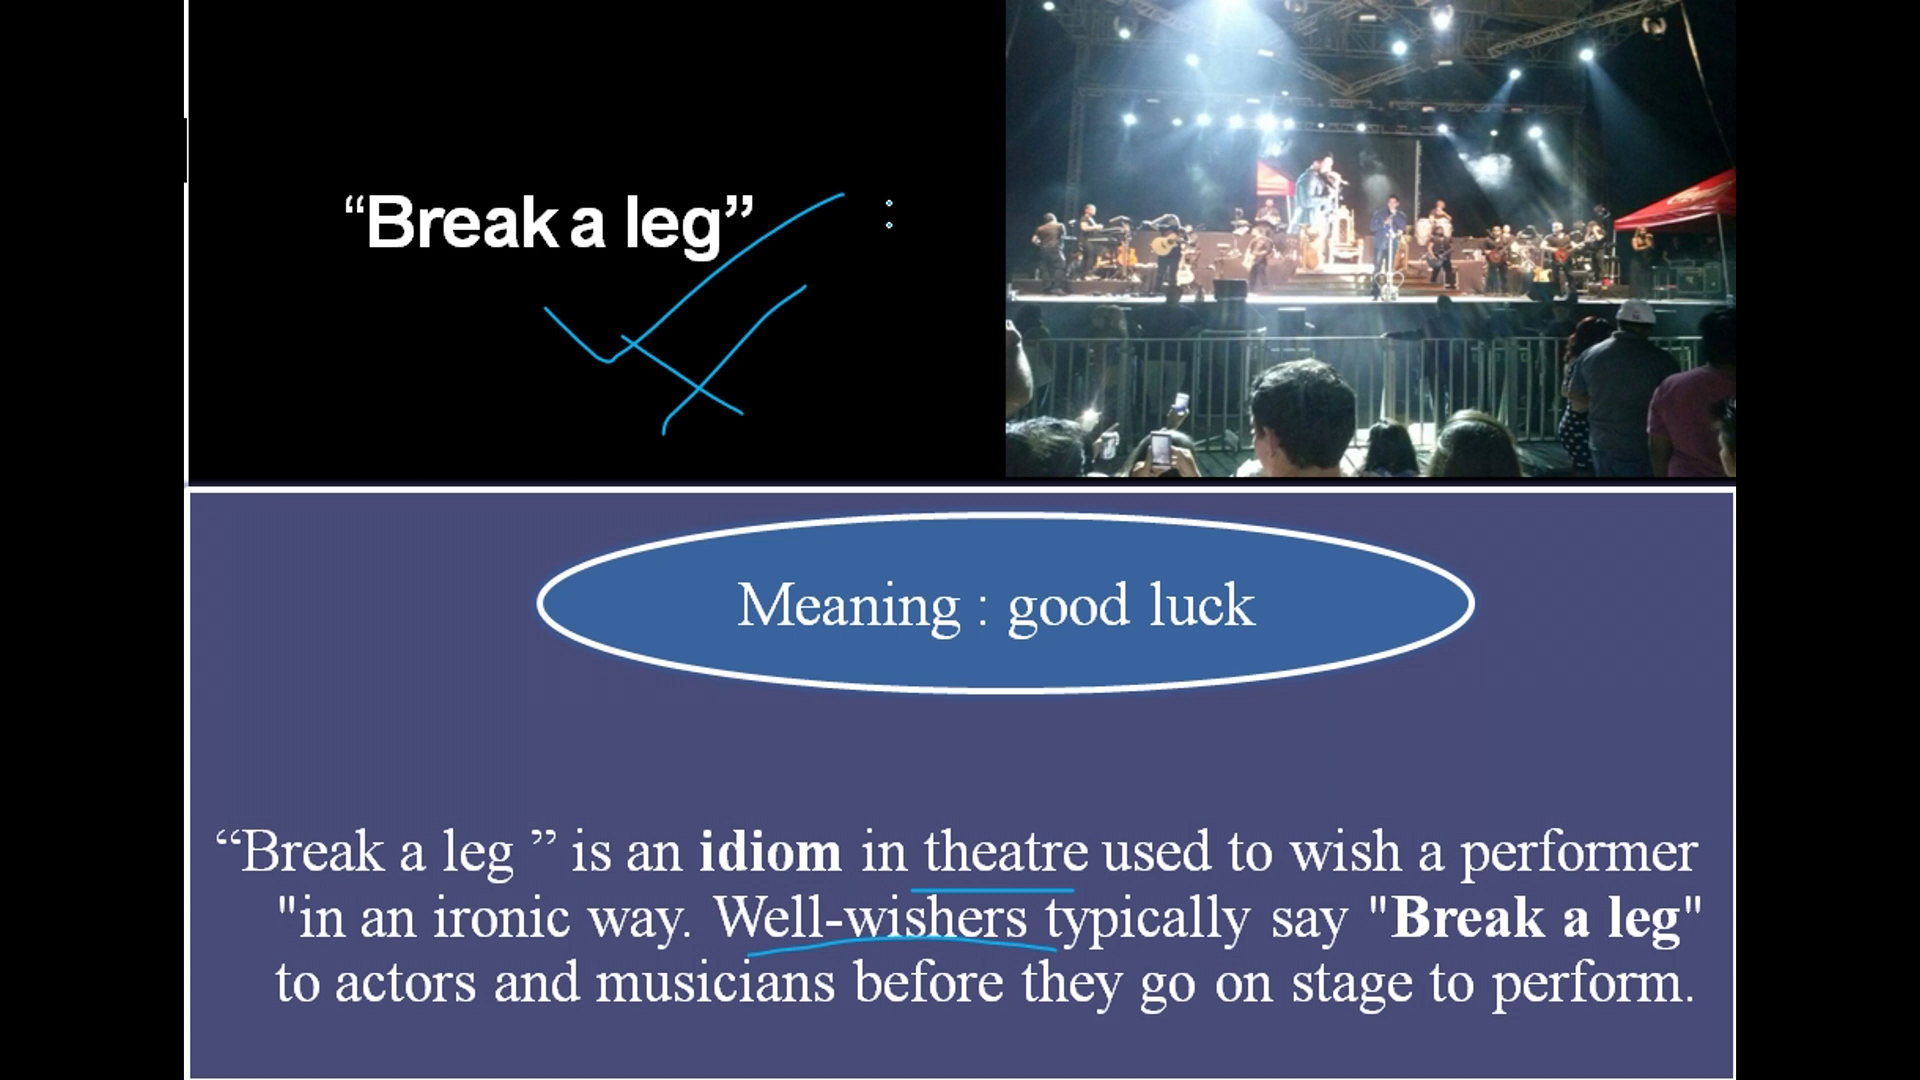 “Break a leg”
Meaning : good luck
“Break a leg ” is an idiom in theatre used to wish a performer
"in an ironic way. Well-wishers typically say "Break a leg"
to actors and musicians before they go on stage to perform.